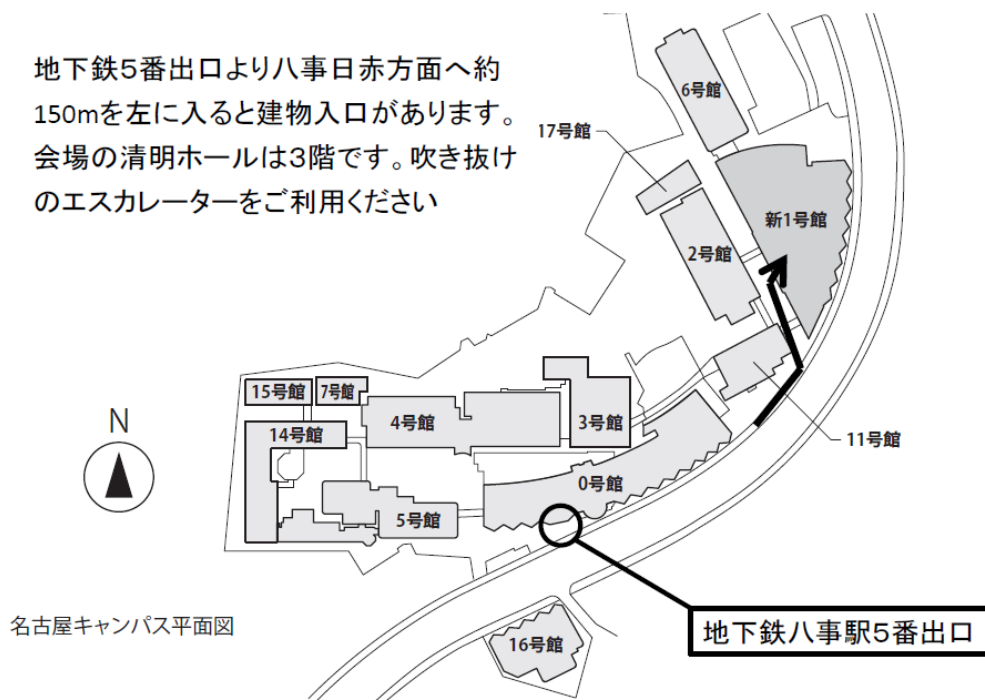 地下鉄5番出口より八事日赤方面へ約
150mを左に入ると建物入口があります。
会場の清明ホールは3階です。吹き抜け
のエスカレーターをご利用ください
6号館
17号館
新1号館
2号館
15号館
7号館
4号館
3号館
14号館
11号館
N
0号館
5号館
名古屋キャンパス平面図
16号館
地下鉄八事駅5番出口